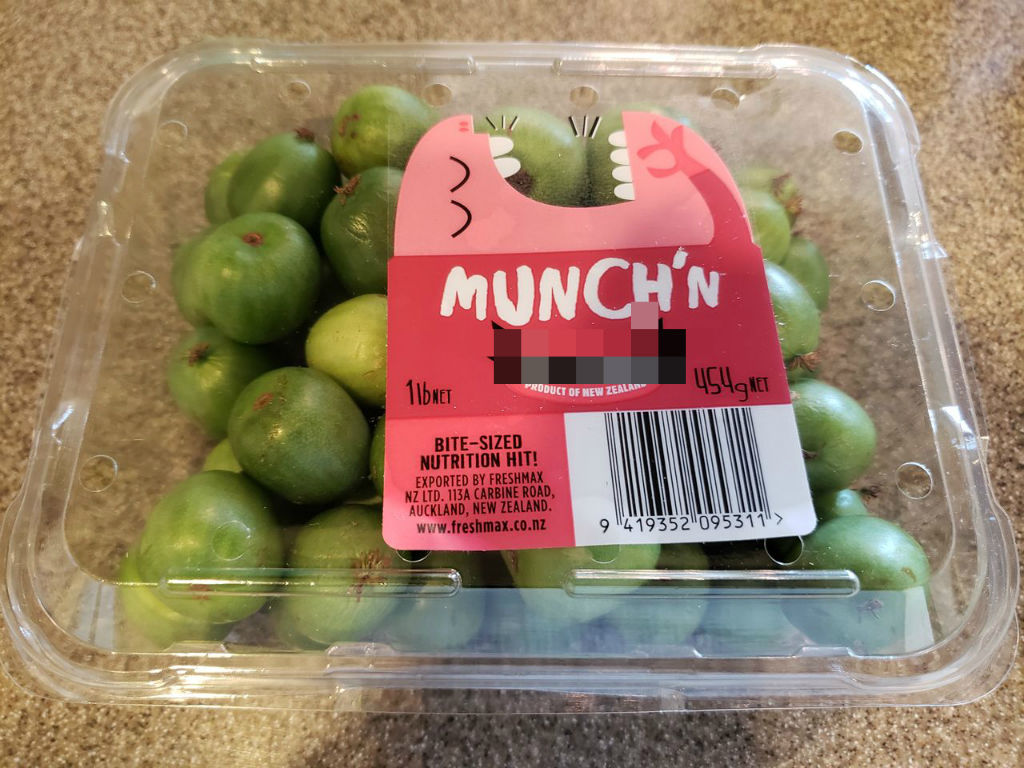 MUNCH'N
PRODUCT OF NEW ZEALAND
1lb NET
454g NET
BITE-SIZED
NUTRITION HIT!
EXPORTED BY FRESHMAX
NZ LTD. 113A CARBINE ROAD,
AUCKLAND, NEW ZEALAND.
www.freshmax.co.nz
9 419352 095311 >